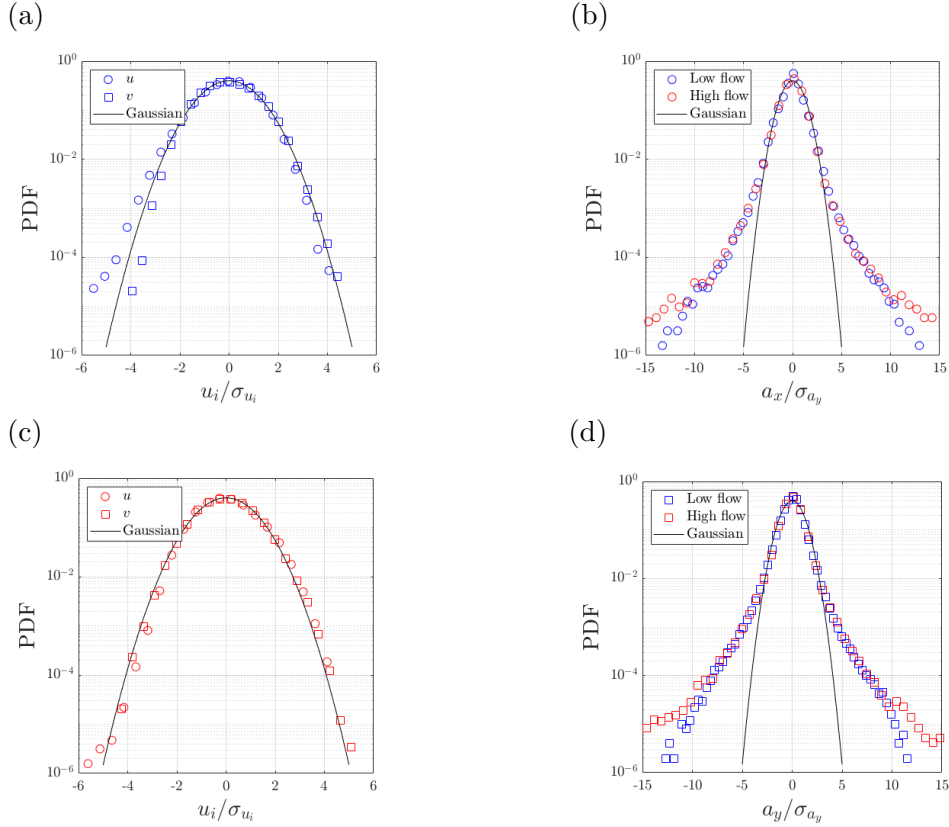 (a)
PDF
10^0
10^-2
10^-4
10^-6
u
v
Gaussian
-6 -4 -2 0 2 4 6
u_i/σ_{u_i}
(b)
PDF
10^0
10^-2
10^-4
10^-6
Low flow
High flow
Gaussian
-15 -10 -5 0 5 10 15
a_x/σ_{a_y}
(c)
PDF
10^0
10^-2
10^-4
10^-6
u
v
Gaussian
-6 -4 -2 0 2 4 6
u_i/σ_{u_i}
(d)
PDF
10^0
10^-2
10^-4
10^-6
Low flow
High flow
Gaussian
-15 -10 -5 0 5 10 15
a_y/σ_{a_y}